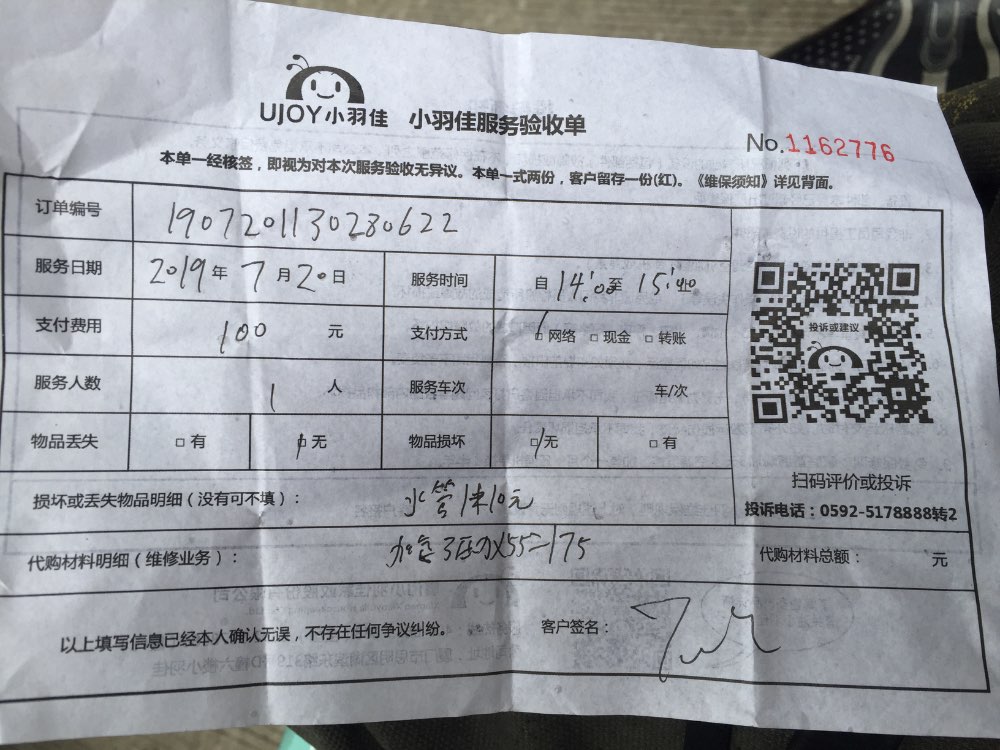 UJOY小羽佳 小羽佳服务验收单
No.1162776
本单一经核签，即视为对本次服务验收无异议。本单一式两份，客户留存一份(红)。《维保须知》详见背面。
订单编号 1907201130280622
服务日期 2019年7月20日 服务时间 自14:00至15:40
支付费用 100 元 支付方式 □网络 □现金 □转账
服务人数 1 人 服务车次 车/次
物品丢失 □有 □无 物品损坏 □无 □有
投诉或建议
扫码评价或投诉
投诉电话：0592-5178888转2
损坏或丢失物品明细（没有可不填）： 水管1米10元
代购材料明细（维修业务）： 55=175 代购材料总额： 元
以上填写信息已经本人确认无误，不存在任何争议纠纷。 客户签名：